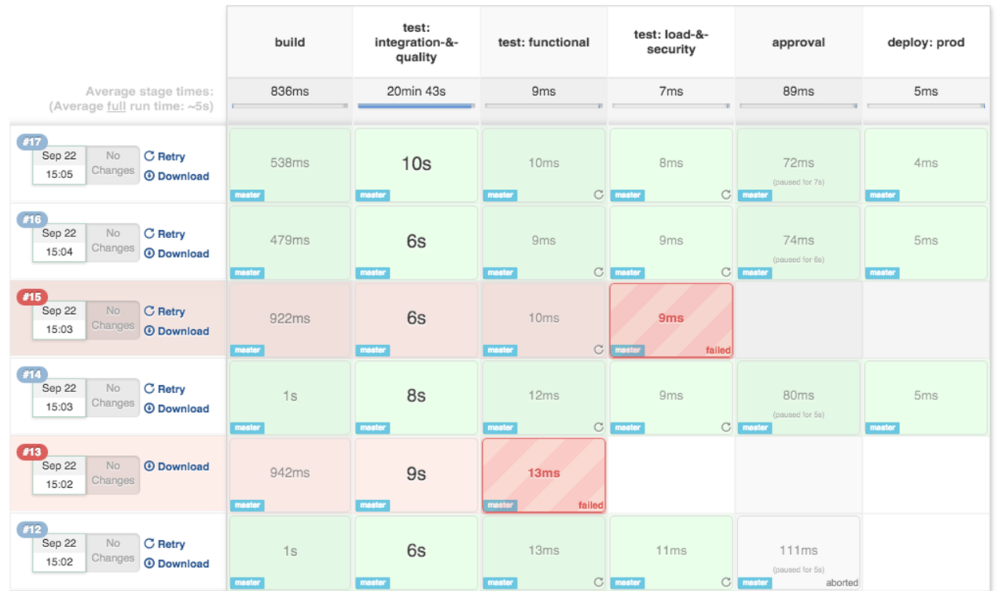 build
test:
integration-&-
quality
test: functional
test: load-&-
security
approval
deploy: prod
Average stage times:
(Average full run time: ~5s)
836ms
20min 43s
9ms
7ms
89ms
5ms
#17
Sep 22
15:05
No
Changes
Retry
Download
538ms
master
10s
master
10ms
master
8ms
master
72ms
(paused for 7s)
master
4ms
master
#16
Sep 22
15:04
No
Changes
Retry
Download
479ms
master
6s
master
9ms
master
9ms
master
74ms
(paused for 6s)
master
5ms
master
#15
Sep 22
15:03
No
Changes
Retry
Download
922ms
master
6s
master
10ms
master
9ms
master
failed
#14
Sep 22
15:03
No
Changes
Retry
Download
1s
master
8s
master
12ms
master
9ms
master
80ms
(paused for 5s)
master
5ms
master
#13
Sep 22
15:02
No
Changes
Download
942ms
master
9s
master
13ms
master
failed
#12
Sep 22
15:02
No
Changes
Retry
Download
1s
master
6s
master
13ms
master
11ms
master
111ms
(paused for 5s)
master
aborted